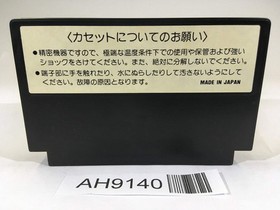 〈カセットについてのお願い〉
●精密機器ですので、極端な温度条件下での使用や保管および強い
ショックをさけてください。また、絶対に分解しないでください。
●端子部に手を触れたり、水にぬらしたりして汚さないようにして
ください。故障の原因となります。
MADE IN JAPAN
AH9140